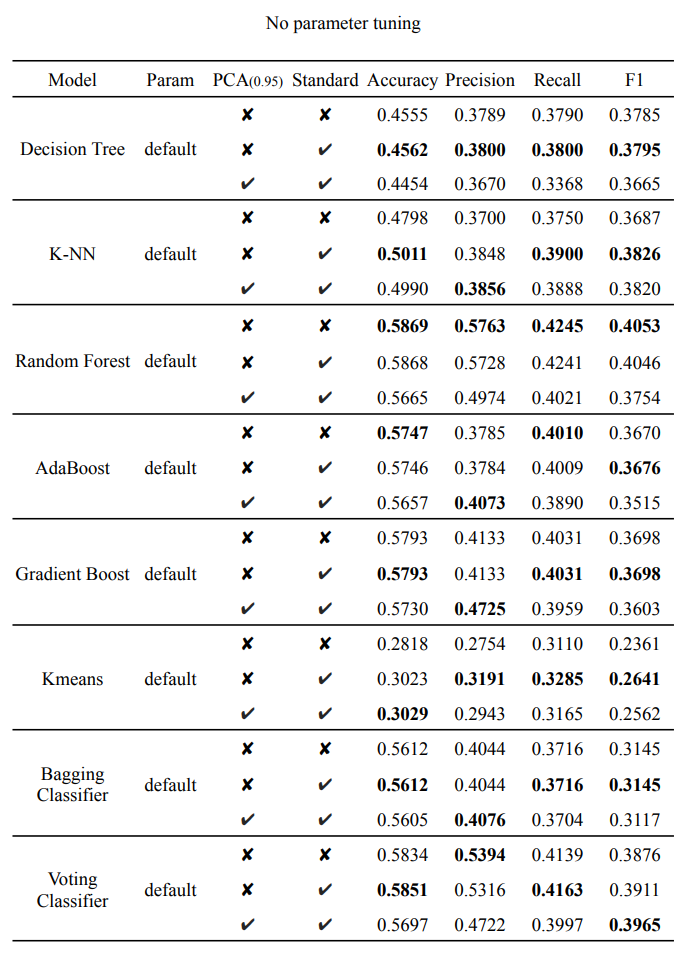 No parameter tuning
Model Param PCA(0.95) Standard Accuracy Precision Recall F1
✘ ✘ 0.4555 0.3789 0.3790 0.3785
Decision Tree default ✘ ✔ 0.4562 0.3800 0.3800 0.3795
✔ ✔ 0.4454 0.3670 0.3368 0.3665
✘ ✘ 0.4798 0.3700 0.3750 0.3687
K-NN default ✘ ✔ 0.5011 0.3848 0.3900 0.3826
✔ ✔ 0.4990 0.3856 0.3888 0.3820
✘ ✘ 0.5869 0.5763 0.4245 0.4053
Random Forest default ✘ ✔ 0.5868 0.5728 0.4241 0.4046
✔ ✔ 0.5665 0.4974 0.4021 0.3754
✘ ✘ 0.5747 0.3785 0.4010 0.3670
AdaBoost default ✘ ✔ 0.5746 0.3784 0.4009 0.3676
✔ ✔ 0.5657 0.4073 0.3890 0.3515
✘ ✘ 0.5793 0.4133 0.4031 0.3698
Gradient Boost default ✘ ✔ 0.5793 0.4133 0.4031 0.3698
✔ ✔ 0.5730 0.4725 0.3959 0.3603
✘ ✘ 0.2818 0.2754 0.3110 0.2361
Kmeans default ✘ ✔ 0.3023 0.3191 0.3285 0.2641
✔ ✔ 0.3029 0.2943 0.3165 0.2562
✘ ✘ 0.5612 0.4044 0.3716 0.3145
Bagging
Classifier default ✘ ✔ 0.5612 0.4044 0.3716 0.3145
✔ ✔ 0.5605 0.4076 0.3704 0.3117
✘ ✘ 0.5834 0.5394 0.4139 0.3876
Voting
Classifier default ✘ ✔ 0.5851 0.5316 0.4163 0.3911
✔ ✔ 0.5697 0.4722 0.3997 0.3965